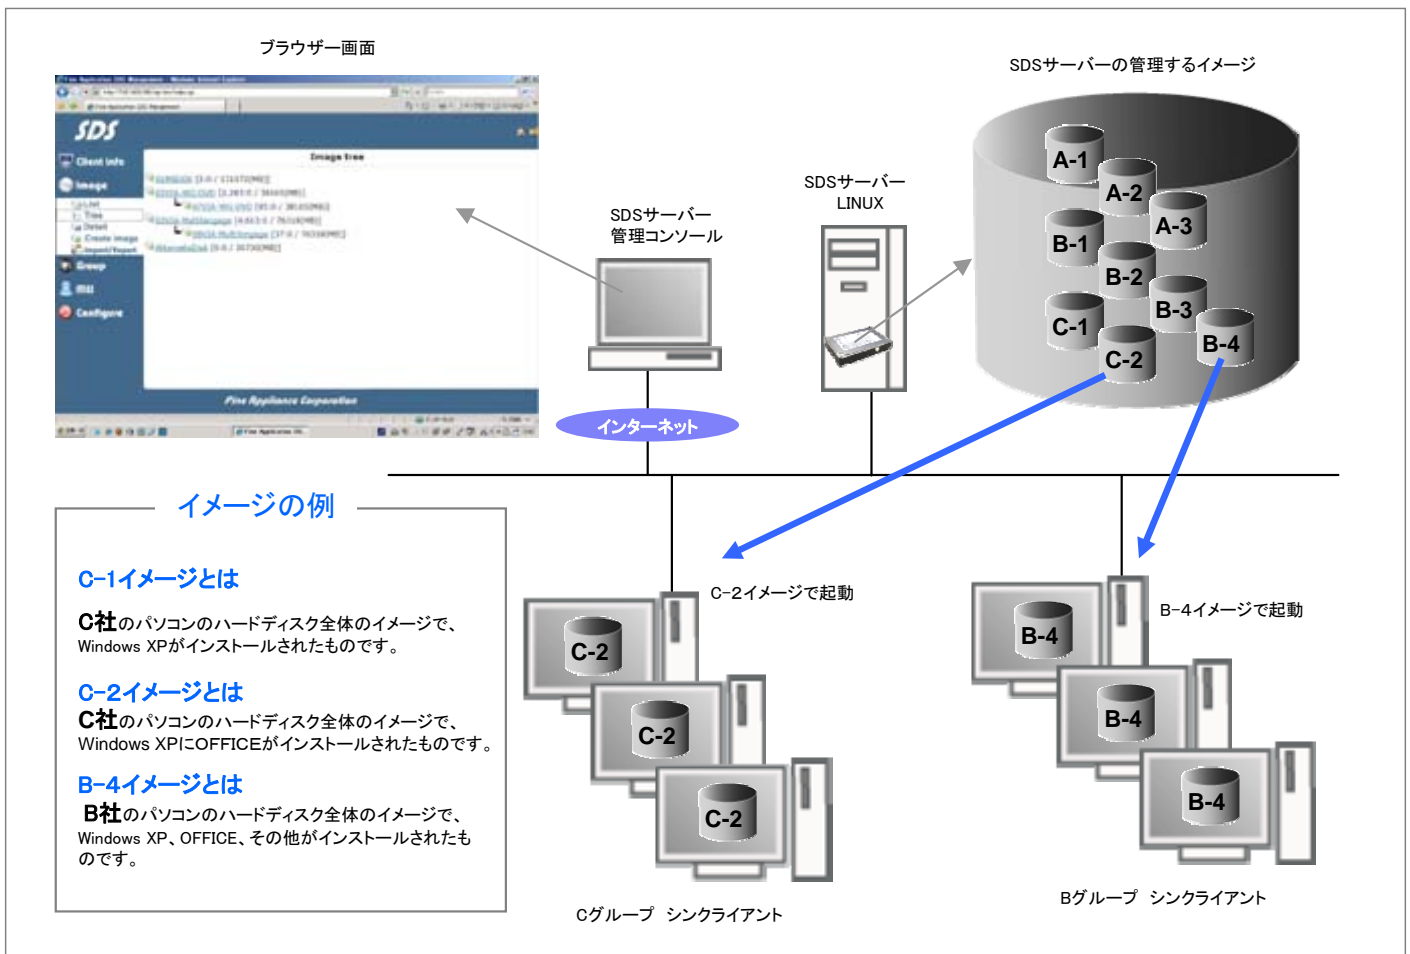 ブラウザー画面
SDSサーバーの管理するイメージ
SDS
Client Info
Image
List
Tree
Detail
Create Image
Import/Export
Group
Configure
Image tree
Pine Appliance Corporation
SDSサーバー
管理コンソール
SDSサーバー
LINUX
A-1
A-2
A-3
B-1
B-2
B-3
B-4
C-1
C-2
インターネット
イメージの例
C-1イメージとは
C社のパソコンのハードディスク全体のイメージで、
Windows XPがインストールされたものです。
C-2イメージとは
C社のパソコンのハードディスク全体のイメージで、
Windows XPにOFFICEがインストールされたものです。
B-4イメージとは
B社のパソコンのハードディスク全体のイメージで、
Windows XP、OFFICE、その他がインストールされたも
のです。
C-2イメージで起動
C-2
C-2
C-2
Cグループ シンクライアント
B-4イメージで起動
B-4
B-4
B-4
Bグループ シンクライアント